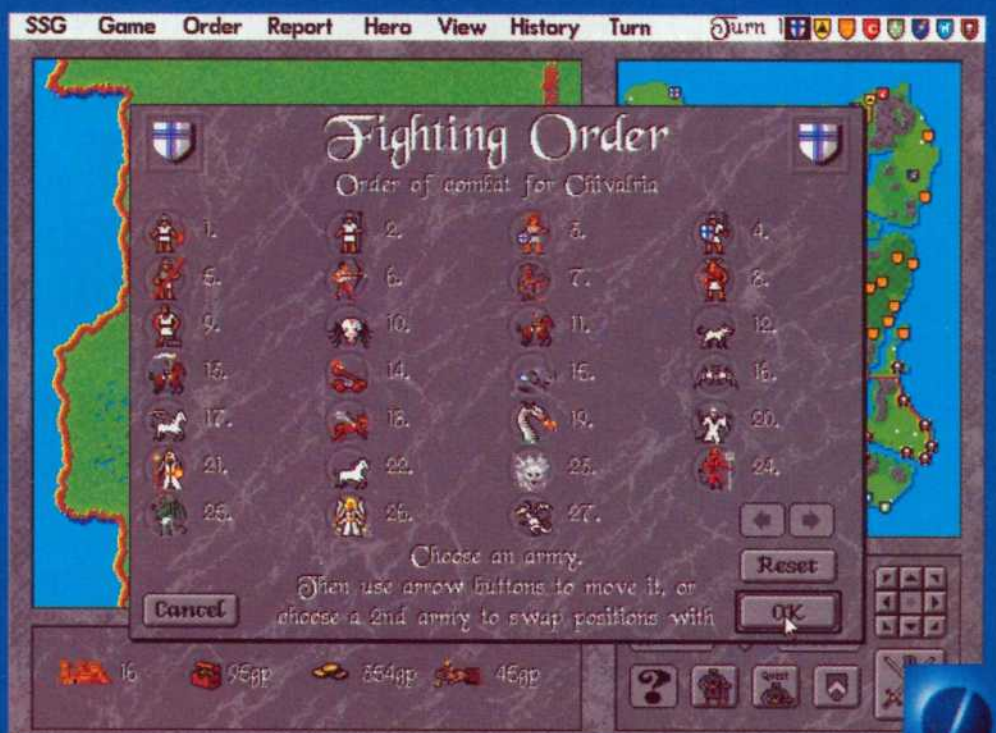 SSG Game Order Report Hero View History Turn Turn 1
Fighting Order
Order of combat for Chivalria
1. 2. 3. 4.
5. 6. 7. 8.
9. 10. 11. 12.
13. 14. 15. 16.
17. 18. 19. 20.
21. 22. 23. 24.
25. 26. 27.
Choose an army.
Then use arrow buttons to move it, or
choose a 2nd army to swap positions with
Reset
Cancel
OK
16 95gp 354gp 45gp
?
Quest